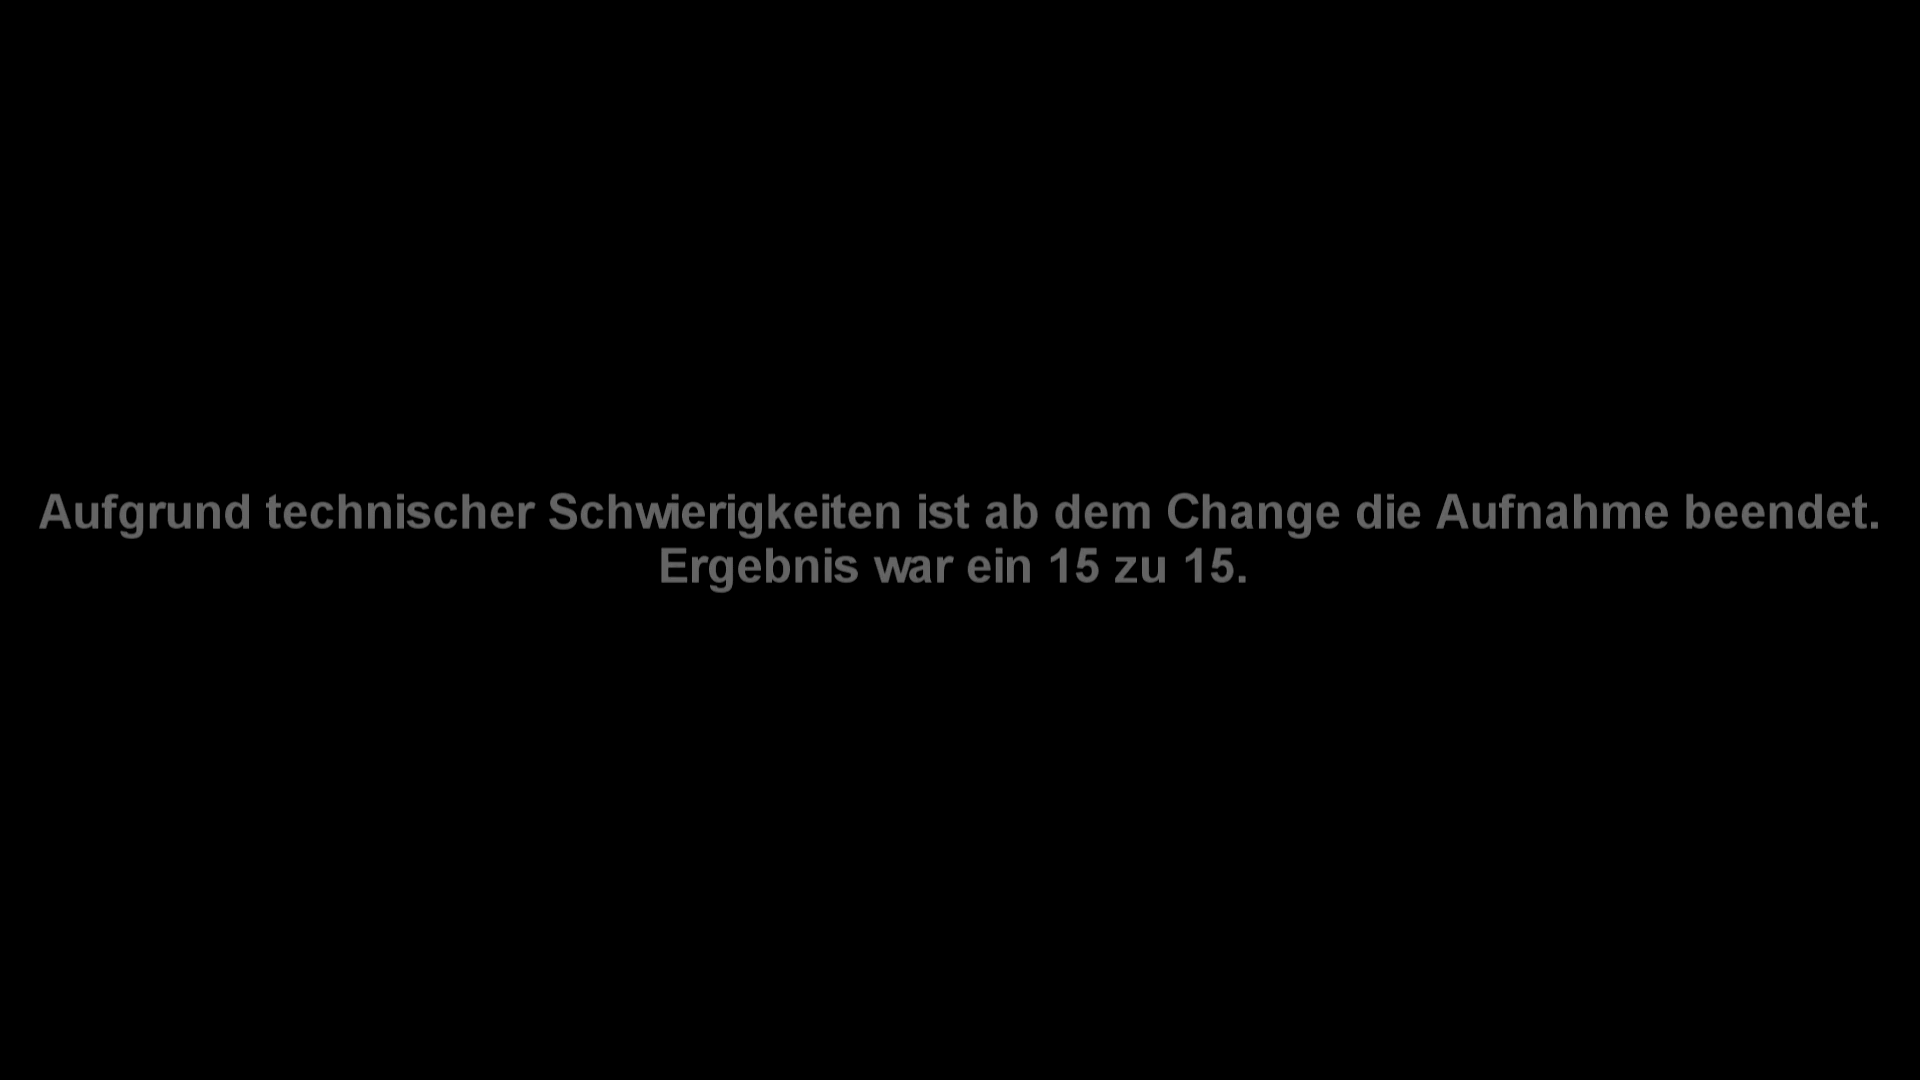 Aufgrund technischer Schwierigkeiten ist ab dem Change die Aufnahme beendet.
Ergebnis war ein 15 zu 15.